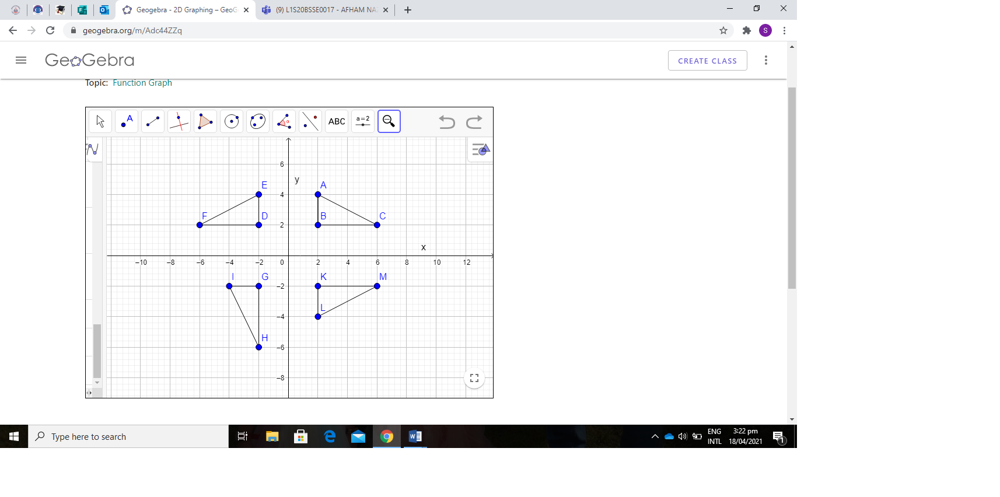 Geogebra - 2D Graphing – GeoG
(9) L1S20BSSE0017 - AFHAM NA
geogebra.org/m/Adc44ZZq
S
GeoGebra
CREATE CLASS
Topic: Function Graph
A
α
ABC
a=2
6
y
E
A
4
F
D
B
C
2
x
–10 –8 –6 –4 –2 0 2 4 6 8 10 12
I G K M
–2
L
–4
H
–6
–8
Type here to search
ENG 3:22 pm
INTL 18/04/2021
1